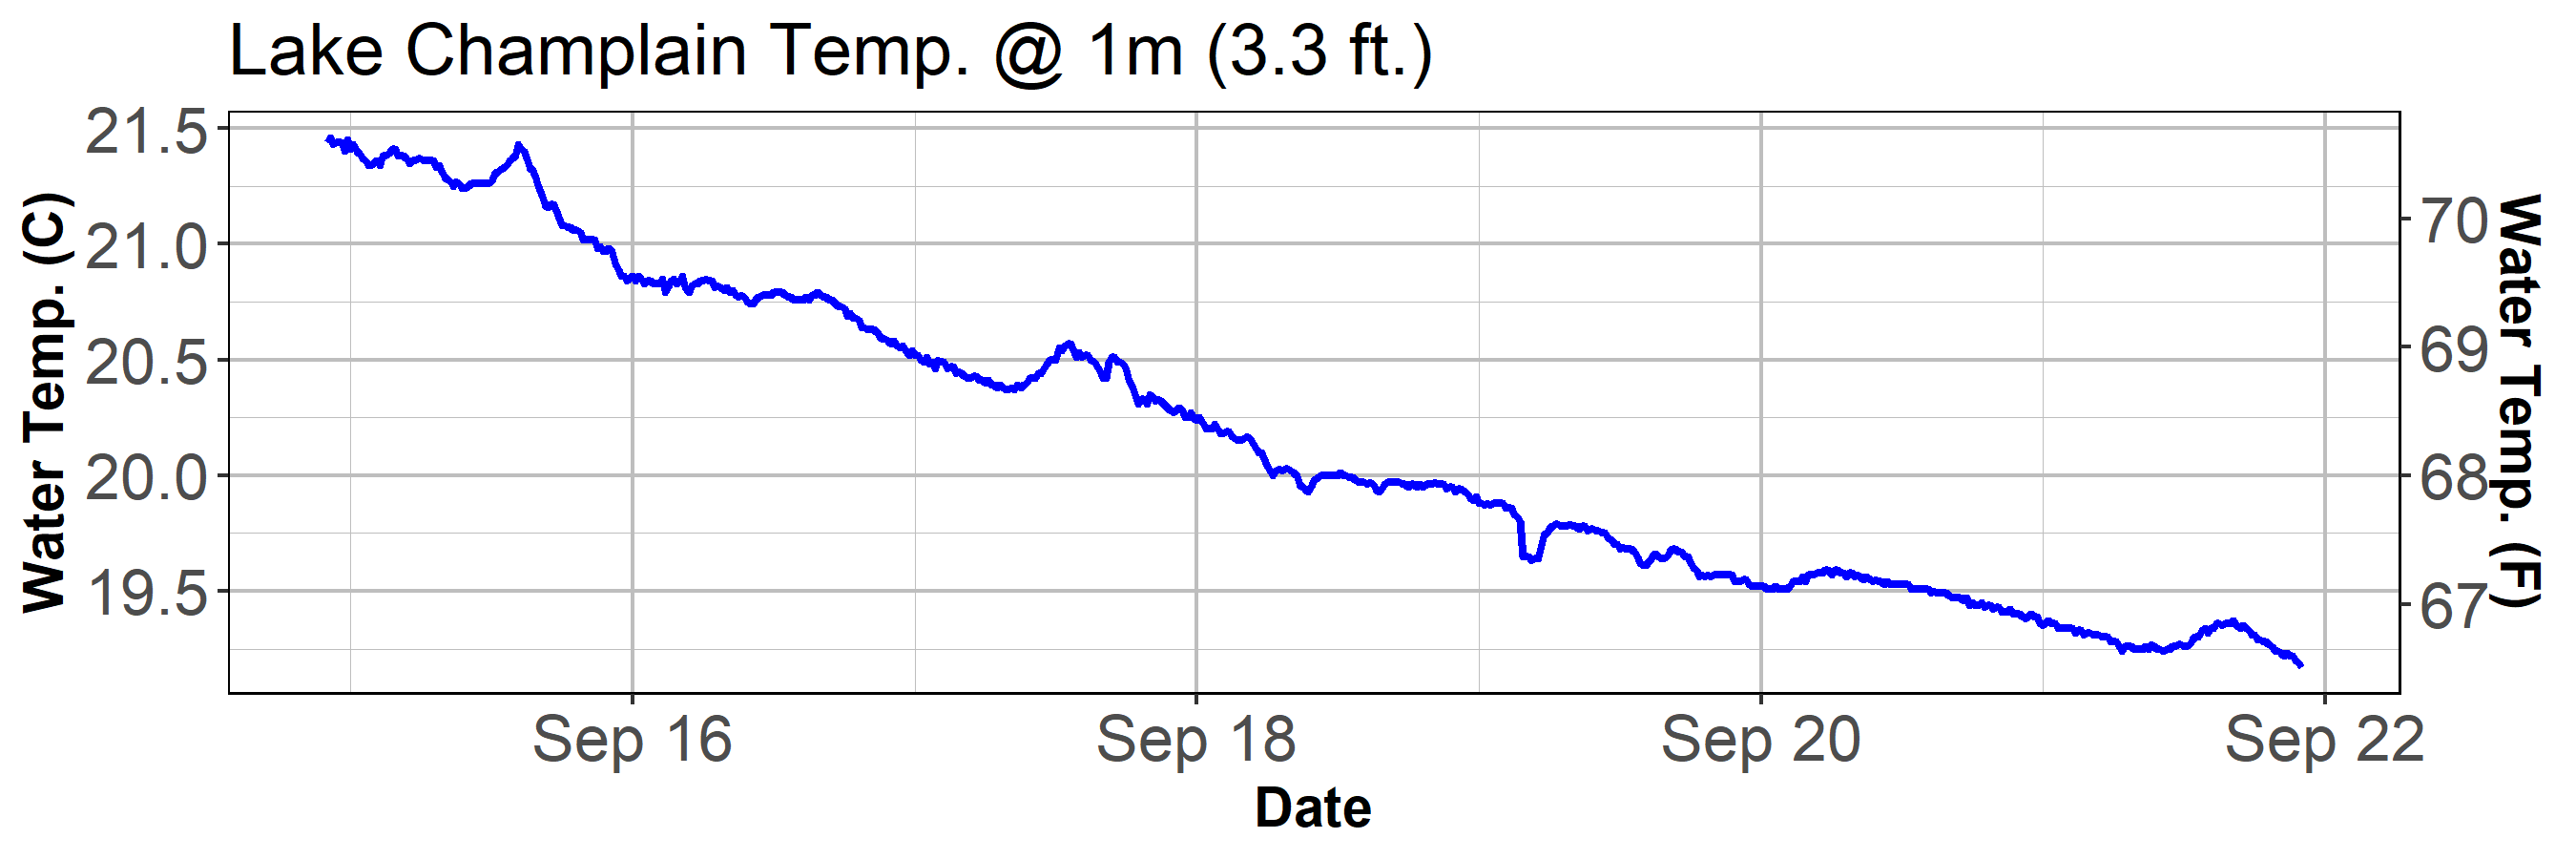 Lake Champlain Temp. @ 1m (3.3 ft.)
Water Temp. (C)
21.5
21.0
20.5
20.0
19.5
70
69
68
67
Water Temp. (F)
Sep 16
Sep 18
Sep 20
Sep 22
Date